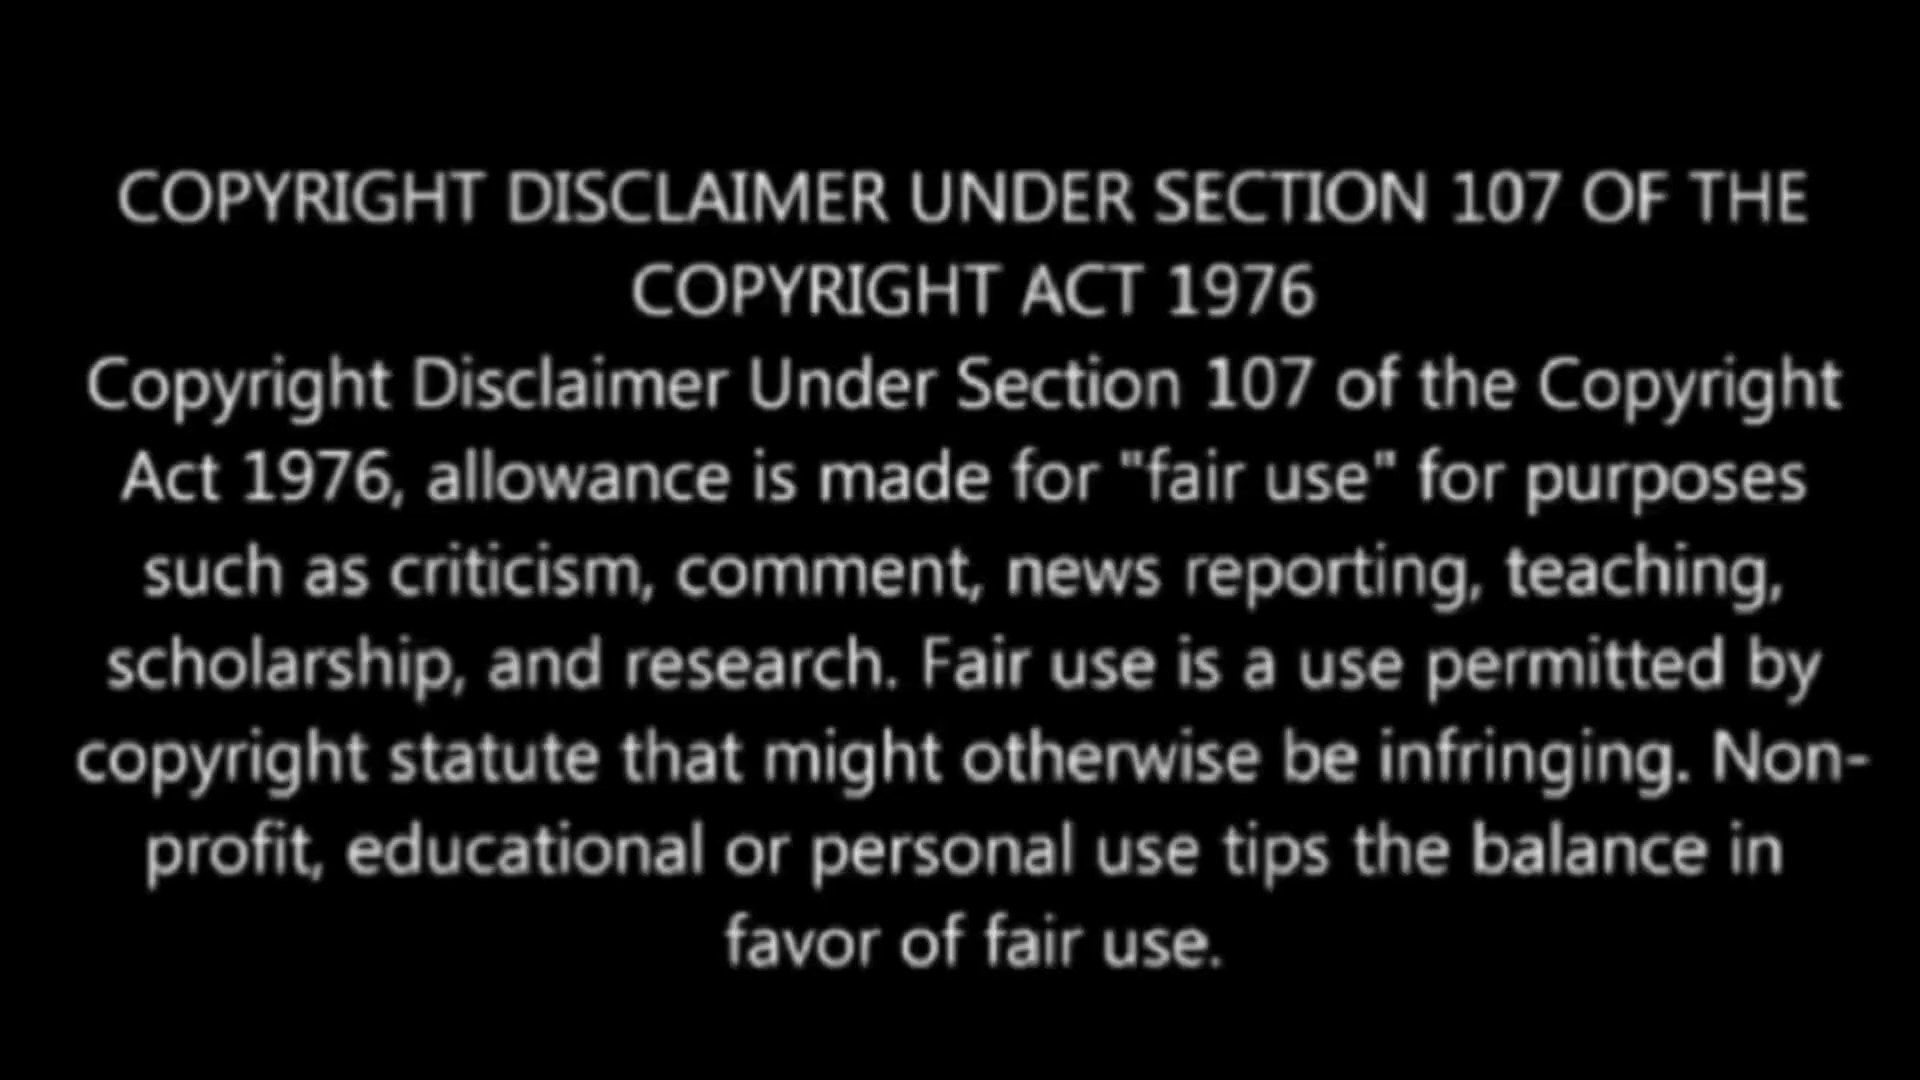 COPYRIGHT DISCLAIMER UNDER SECTION 107 OF THE
COPYRIGHT ACT 1976
Copyright Disclaimer Under Section 107 of the Copyright
Act 1976, allowance is made for "fair use" for purposes
such as criticism, comment, news reporting, teaching,
scholarship, and research. Fair use is a use permitted by
copyright statute that might otherwise be infringing. Non-
profit, educational or personal use tips the balance in
favor of fair use.